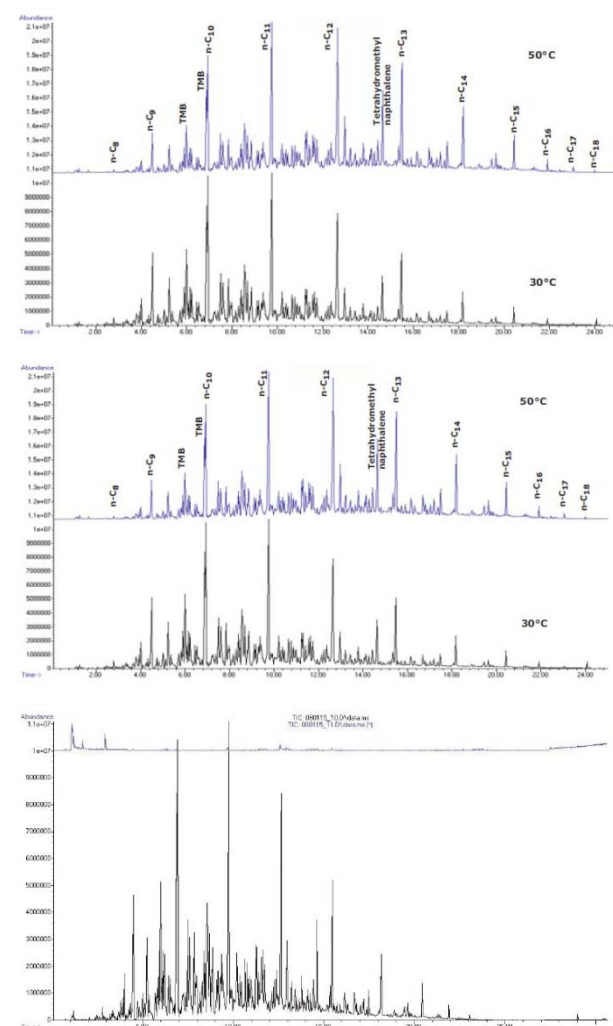 Abundance
2.1e+07
2e+07
1.9e+07
1.8e+07
1.7e+07
1.6e+07
1.5e+07
1.4e+07
1.3e+07
1.2e+07
1.1e+07
1e+07
9000000
8000000
7000000
6000000
5000000
4000000
3000000
2000000
1000000
n-C8
n-C9
TMB
TMB
n-C10
n-C11
n-C12
Tetrahydromethyl
naphthalene
n-C13
n-C14
n-C15
n-C16
n-C17
n-C18
50°C
30°C
Time-->
2.00 4.00 6.00 8.00 10.00 12.00 14.00 16.00 18.00 20.00 22.00 24.00
Abundance
2.1e+07
2e+07
1.9e+07
1.8e+07
1.7e+07
1.6e+07
1.5e+07
1.4e+07
1.3e+07
1.2e+07
1.1e+07
1e+07
9000000
8000000
7000000
6000000
5000000
4000000
3000000
2000000
1000000
n-C8
n-C9
TMB
TMB
n-C10
n-C11
n-C12
Tetrahydromethyl
naphthalene
n-C13
n-C14
n-C15
n-C16
n-C17
n-C18
50°C
30°C
Time-->
2.00 4.00 6.00 8.00 10.00 12.00 14.00 16.00 18.00 20.00 22.00 24.00
Abundance
1.1e+07
1e+07
9000000
8000000
7000000
6000000
5000000
4000000
3000000
2000000
1000000